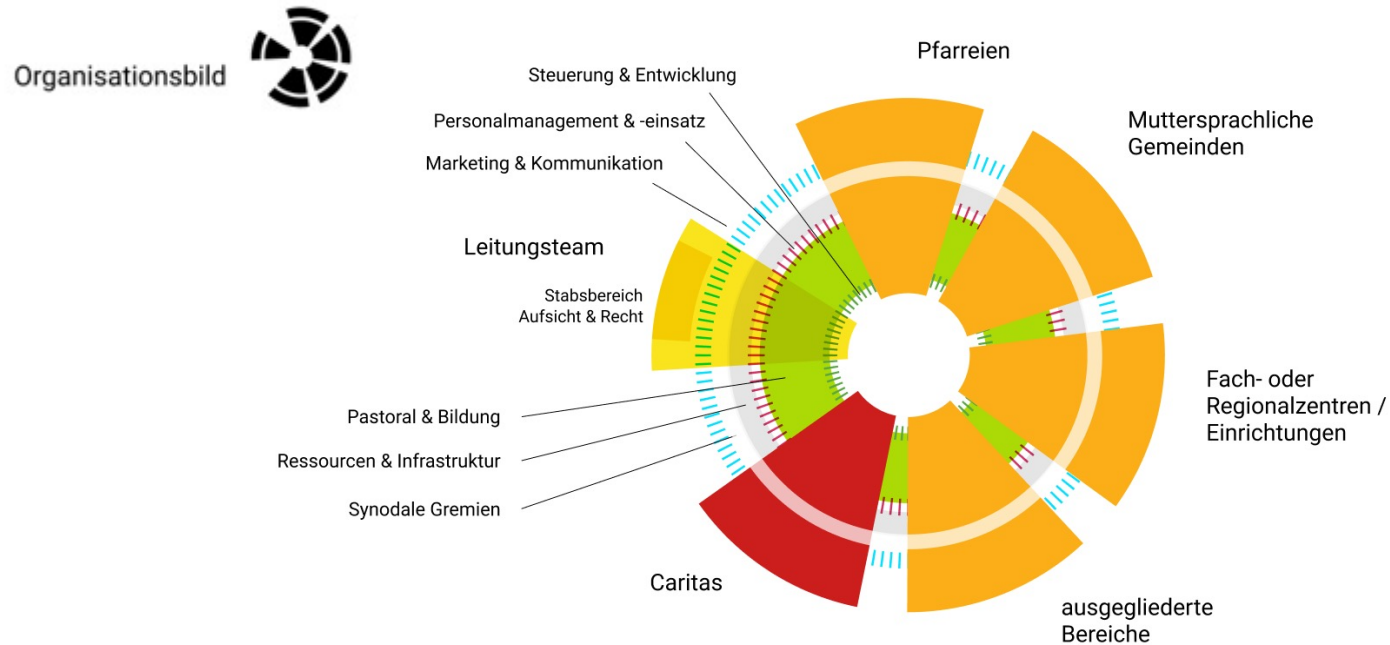 Organisationsbild
Pfarreien
Steuerung & Entwicklung
Personalmanagement & -einsatz
Marketing & Kommunikation
Muttersprachliche
Gemeinden
Leitungsteam
Stabsbereich
Aufsicht & Recht
Fach- oder
Regionalzentren /
Einrichtungen
Pastoral & Bildung
Ressourcen & Infrastruktur
Synodale Gremien
Caritas
ausgegliederte
Bereiche